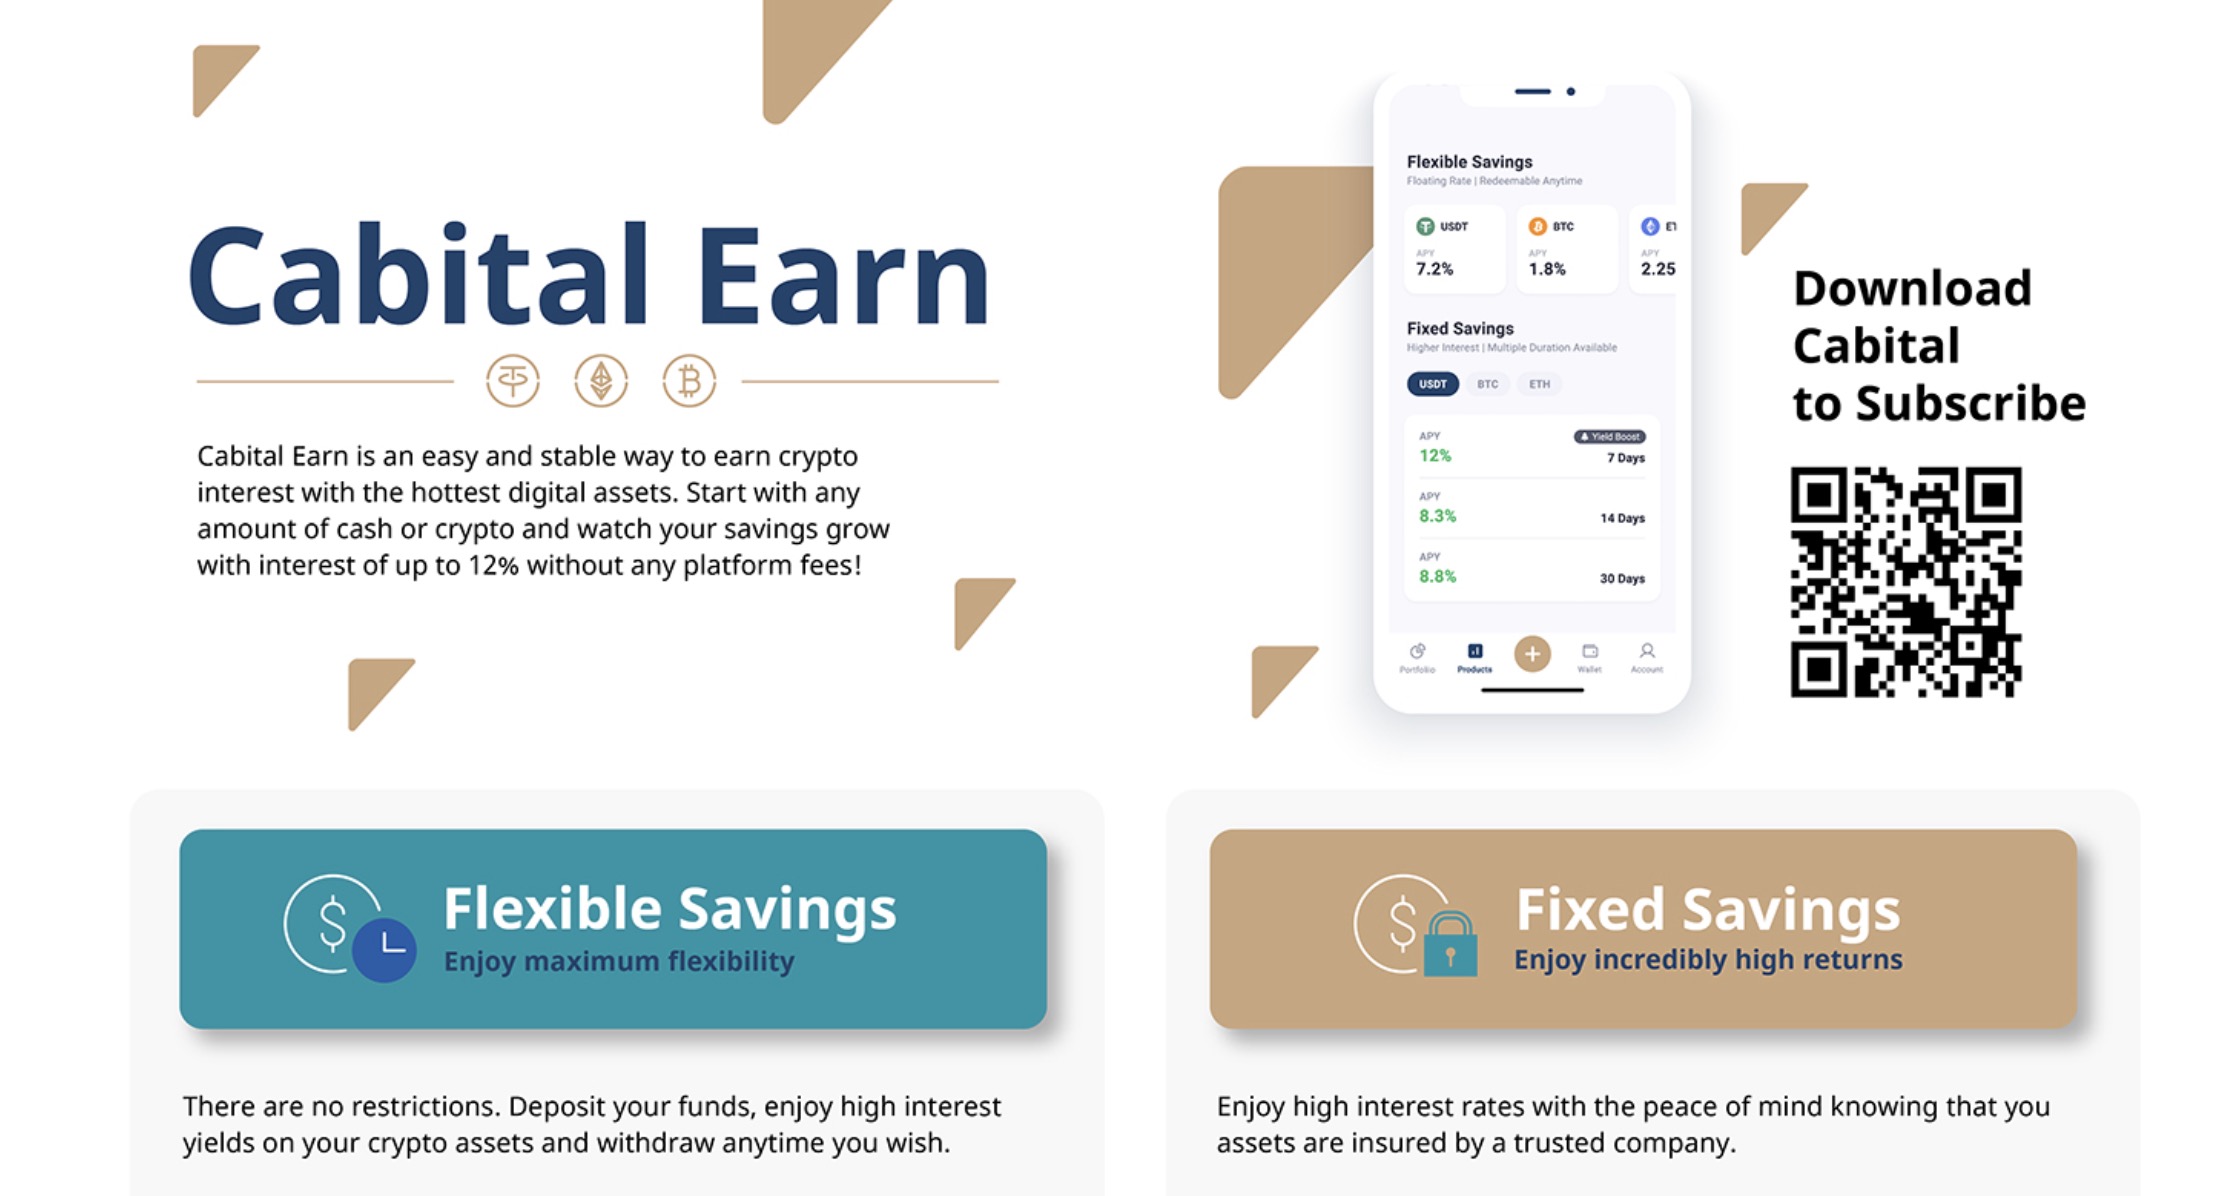 Cabital Earn
Cabital Earn is an easy and stable way to earn crypto
interest with the hottest digital assets. Start with any
amount of cash or crypto and watch your savings grow
with interest of up to 12% without any platform fees!
Flexible Savings
Floating Rate | Redeemable Anytime
USDT
APY
7.2%
BTC
APY
1.8%
APY
2.25
Fixed Savings
Higher Interest | Multiple Duration Available
USDT BTC ETH
APY Yield Boost
12% 7 Days
APY
8.3% 14 Days
APY
8.8% 30 Days
Portfolio Products Wallet Account
Download
Cabital
to Subscribe
Flexible Savings
Enjoy maximum flexibility
There are no restrictions. Deposit your funds, enjoy high interest
yields on your crypto assets and withdraw anytime you wish.
Fixed Savings
Enjoy incredibly high returns
Enjoy high interest rates with the peace of mind knowing that you
assets are insured by a trusted company.